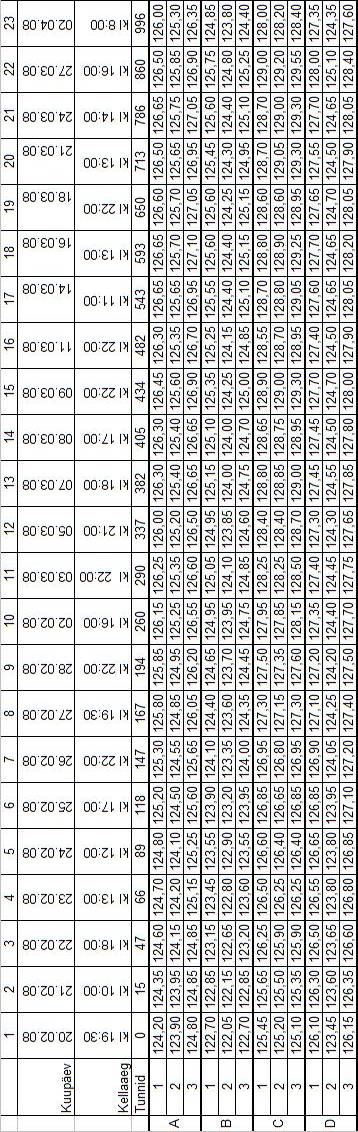 1 2 3 4 5 6 7 8 9 10 11 12 13 14 15 16 17 18 19 20 21 22 23
Kuupäev 20.02.08 21.02.08 22.02.08 23.02.08 24.02.08 25.02.08 26.02.08 27.02.08 28.02.08 02.02.08 03.03.08 05.03.08 07.03.08 08.03.08 09.03.08 11.03.08 14.03.08 16.03.08 18.03.08 21.03.08 24.03.08 27.03.08 02.04.08
Kellaaeg kl 19:30 kl 10:00 kl 18:00 kl 13:00 kl 12:00 kl 17:00 kl 22:00 kl 19:30 kl 22:00 kl 16:00 kl 22:00 kl 21:00 kl 18:00 kl 17:00 kl 22:00 kl 22:00 kl 11:00 kl 13:00 kl 22:00 kl 13:00 kl 14:00 kl 16:00 kl 8:00
Tunnid 0 15 47 66 89 118 147 167 194 260 290 337 382 405 434 482 543 593 650 713 786 860 996
A 1 124,20 124,35 124,60 124,70 124,80 125,20 125,30 125,80 125,85 126,15 126,25 126,00 126,30 126,30 126,45 126,30 126,65 126,65 126,60 126,50 126,65 126,50 126,00
2 123,90 123,95 124,15 124,20 124,10 124,50 124,55 124,85 124,95 125,25 125,35 125,20 125,40 125,40 125,60 125,35 125,65 125,70 125,70 125,65 125,75 125,85 125,30
3 124,80 124,85 124,85 125,15 125,25 125,60 125,65 126,05 126,20 126,55 126,60 126,50 126,65 126,65 126,90 126,70 126,95 127,10 127,05 126,95 127,05 126,90 126,35
B 1 122,70 122,85 123,15 123,45 123,55 123,90 124,10 124,40 124,65 124,95 125,05 124,95 125,15 125,10 125,35 125,25 125,55 125,60 125,60 125,45 125,60 125,75 124,85
2 122,05 122,15 122,65 122,80 122,90 123,20 123,35 123,60 123,70 123,95 124,10 123,85 124,00 124,00 124,25 124,15 124,40 124,40 124,25 124,30 124,40 124,80 123,80
3 122,70 122,85 123,20 123,60 123,55 123,95 124,00 124,35 124,45 124,75 124,85 124,60 124,75 124,70 125,00 124,85 125,10 125,15 125,15 124,95 125,10 125,25 124,40
C 1 125,45 125,65 126,25 126,50 126,60 126,85 126,95 127,30 127,50 127,95 128,25 128,40 128,80 128,65 128,90 128,55 128,70 128,80 128,60 128,70 128,70 129,00 128,00
2 125,20 125,50 125,90 126,25 126,40 126,65 126,80 127,15 127,35 127,85 128,25 128,40 128,85 128,75 129,00 128,70 128,80 128,90 128,60 129,05 129,00 129,20 128,20
3 125,10 125,35 125,90 126,25 126,40 126,85 126,95 127,30 127,60 128,15 128,50 128,70 129,00 128,95 129,30 128,95 129,05 129,25 128,95 129,30 129,30 129,55 128,40
D 1 126,10 126,30 126,50 126,55 126,65 126,85 126,90 127,10 127,20 127,35 127,40 127,30 127,45 127,45 127,70 127,40 127,60 127,70 127,65 127,55 127,70 128,00 127,35
2 123,45 123,60 123,65 123,80 123,80 123,95 124,05 124,25 124,20 124,40 124,45 124,30 124,55 124,50 124,70 124,50 124,65 124,65 124,70 124,50 124,65 125,10 124,35
3 126,15 126,35 126,60 126,80 126,85 127,10 127,20 127,40 127,50 127,70 127,75 127,65 127,85 127,80 128,00 127,90 128,05 128,20 128,05 127,90 128,05 128,40 127,60